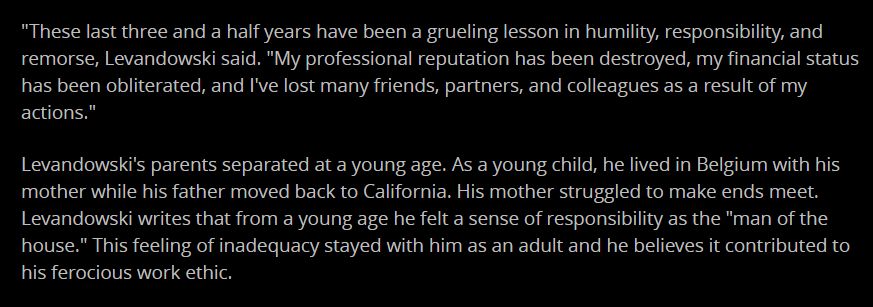 "These last three and a half years have been a grueling lesson in humility, responsibility, and
remorse, Levandowski said. "My professional reputation has been destroyed, my financial status
has been obliterated, and I've lost many friends, partners, and colleagues as a result of my
actions."
Levandowski's parents separated at a young age. As a young child, he lived in Belgium with his
mother while his father moved back to California. His mother struggled to make ends meet.
Levandowski writes that from a young age he felt a sense of responsibility as the "man of the
house." This feeling of inadequacy stayed with him as an adult and he believes it contributed to
his ferocious work ethic.